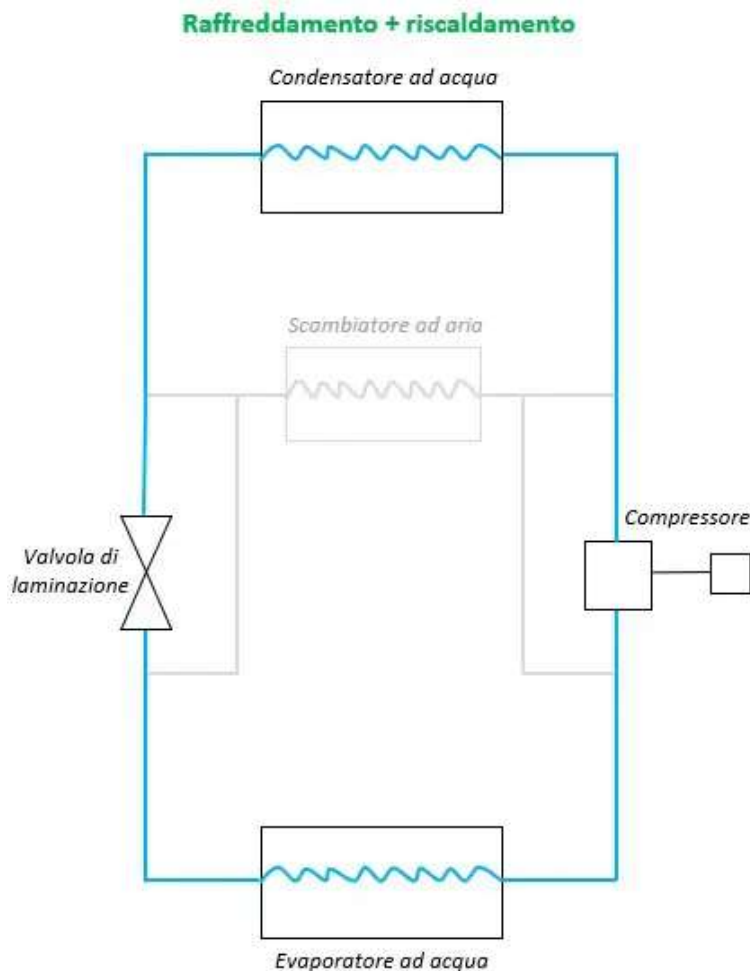 Raffreddamento + riscaldamento
Condensatore ad acqua
Scambiatore ad aria
Compressore
Valvola di
laminazione
Evaporatore ad acqua